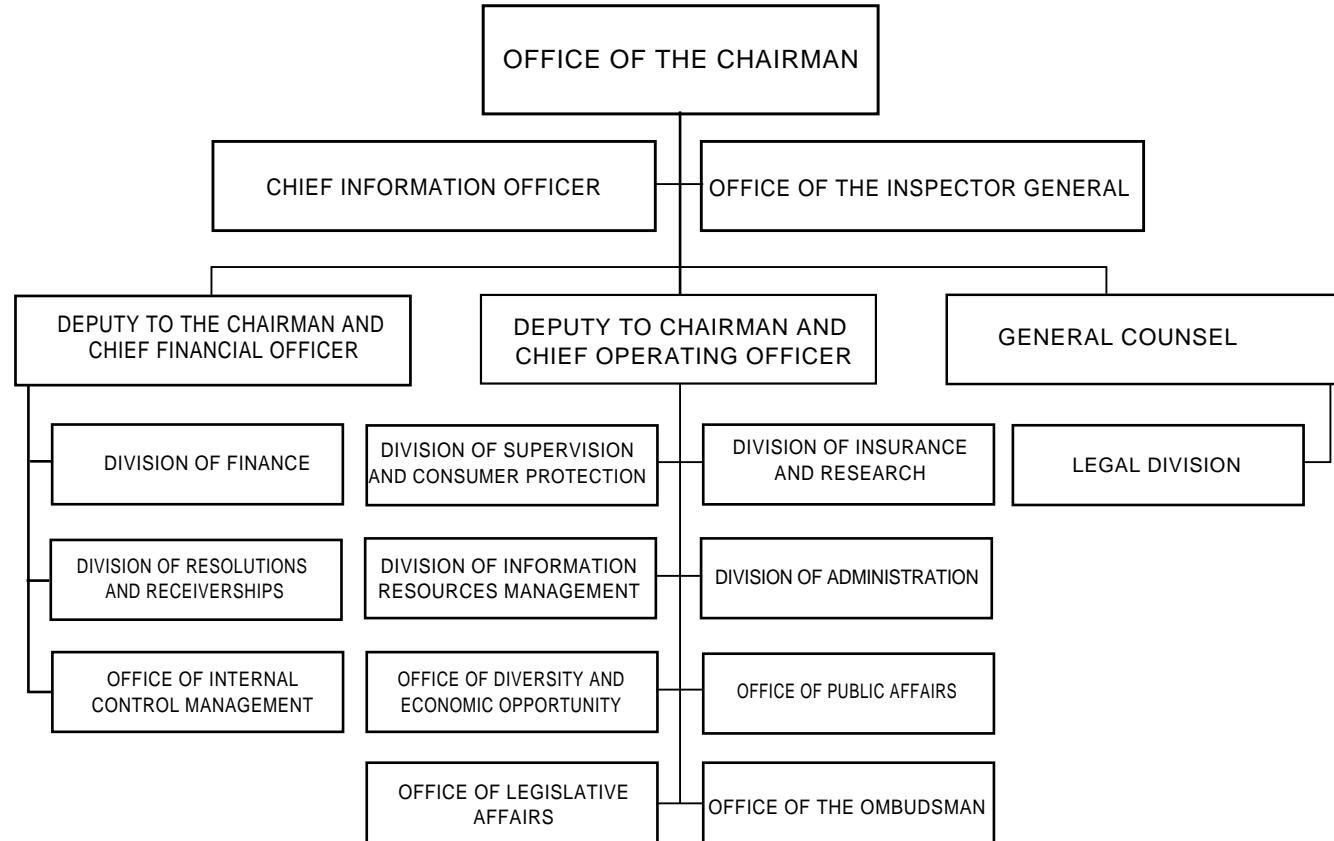 OFFICE OF THE CHAIRMAN
CHIEF INFORMATION OFFICER
OFFICE OF THE INSPECTOR GENERAL
DEPUTY TO THE CHAIRMAN AND
CHIEF FINANCIAL OFFICER
DEPUTY TO CHAIRMAN AND
CHIEF OPERATING OFFICER
GENERAL COUNSEL
DIVISION OF FINANCE
DIVISION OF SUPERVISION
AND CONSUMER PROTECTION
DIVISION OF INSURANCE
AND RESEARCH
LEGAL DIVISION
DIVISION OF RESOLUTIONS
AND RECEIVERSHIPS
DIVISION OF INFORMATION
RESOURCES MANAGEMENT
DIVISION OF ADMINISTRATION
OFFICE OF INTERNAL
CONTROL MANAGEMENT
OFFICE OF DIVERSITY AND
ECONOMIC OPPORTUNITY
OFFICE OF PUBLIC AFFAIRS
OFFICE OF LEGISLATIVE
AFFAIRS
OFFICE OF THE OMBUDSMAN